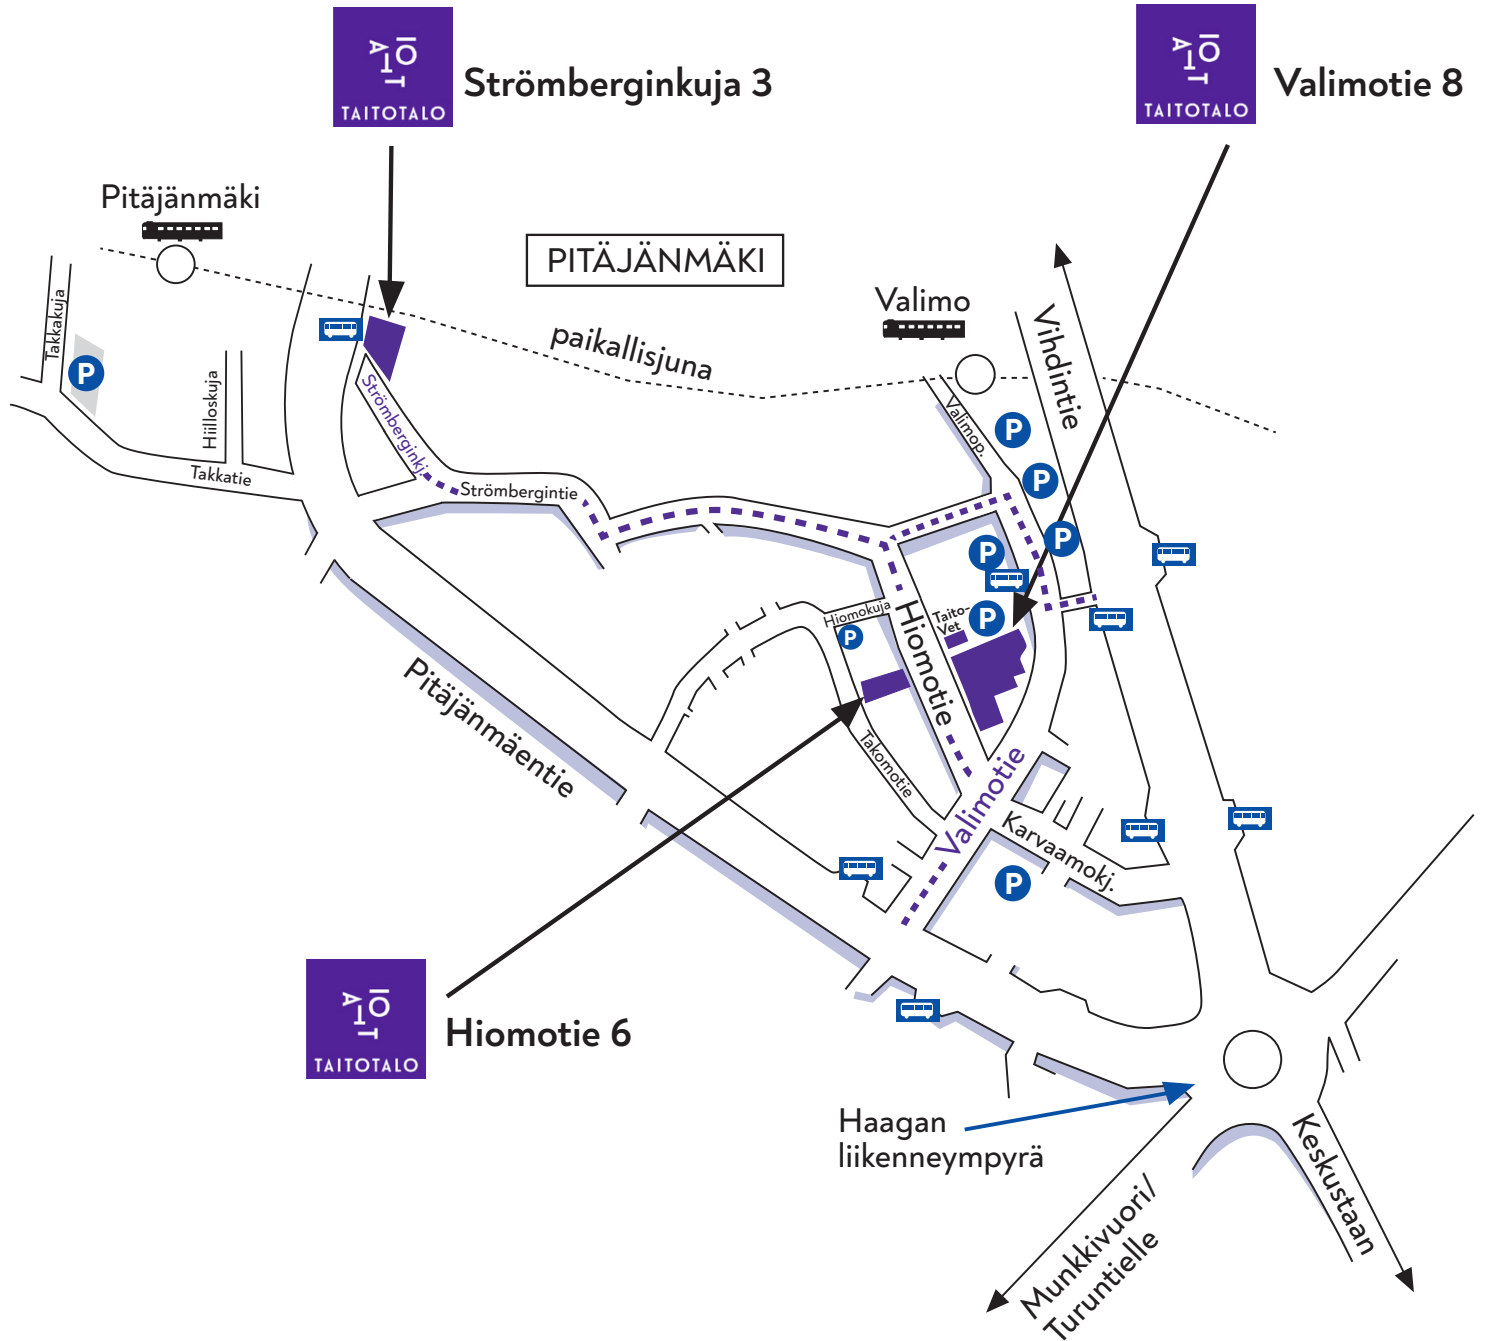 TAITOTALO
Strömberginkuja 3
TAITOTALO
Valimotie 8
Pitäjänmäki
PITÄJÄNMÄKI
Valimo
paikallisjuna
Vihdintie
Takkakuja
P
Hiilloskuja
Takkatie
Strömberginkj.
Strömbergintie
Valimop.
P
P
P
P
P
Taito-
Vet
Hiomokuja
P
Hiomotie
Pitäjänmäentie
Takomotie
Valimotie
Karvaamokj.
P
TAITOTALO
Hiomotie 6
Haagan
liikenneympyrä
Keskustaan
Munkkivuori/
Turuntielle